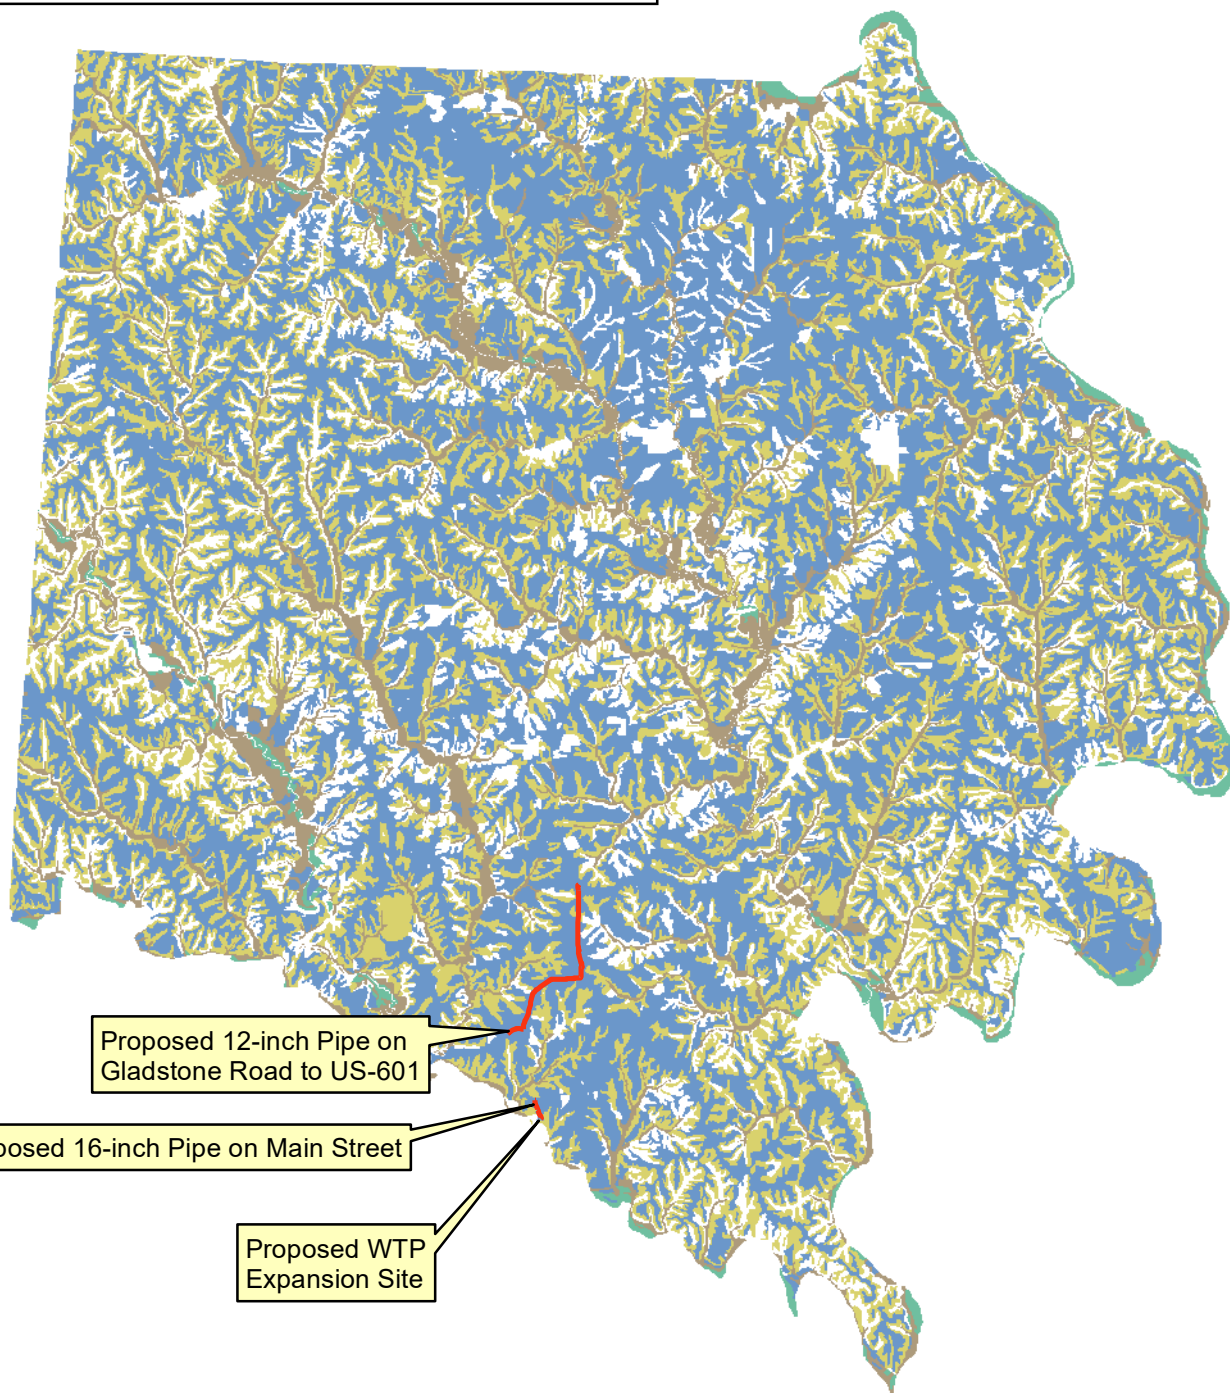 Proposed 12-inch Pipe on
Gladstone Road to US-601
posed 16-inch Pipe on Main Street
Proposed WTP
Expansion Site